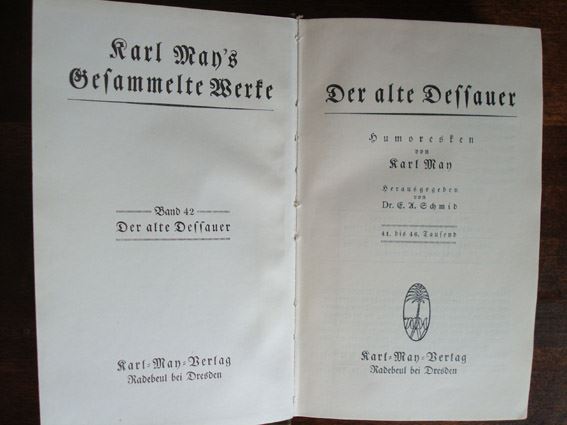 Karl May's
Geſammelte Werke
Band 42
Der alte Deſſauer
Karl=May=Verlag
Radebeul bei Dresden
Der alte Deſſauer
Humoresken
von
Karl May
Herausgegeben
von
Dr. E. A. Schmid
41. bis 46. Tauſend
Karl=May=Verlag
Radebeul bei Dresden